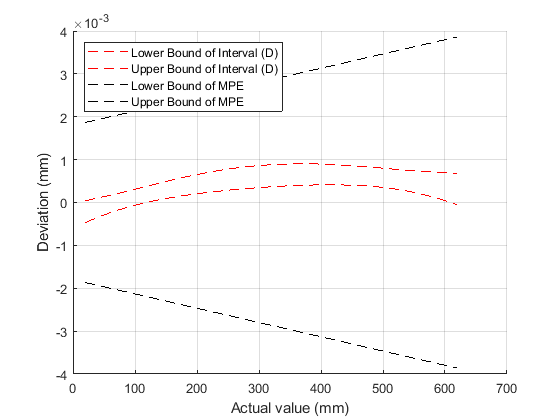 ×10-3
4
3
2
1
0
-1
-2
-3
-4
Deviation (mm)
Lower Bound of Interval (D)
Upper Bound of Interval (D)
Lower Bound of MPE
Upper Bound of MPE
0 100 200 300 400 500 600 700
Actual value (mm)